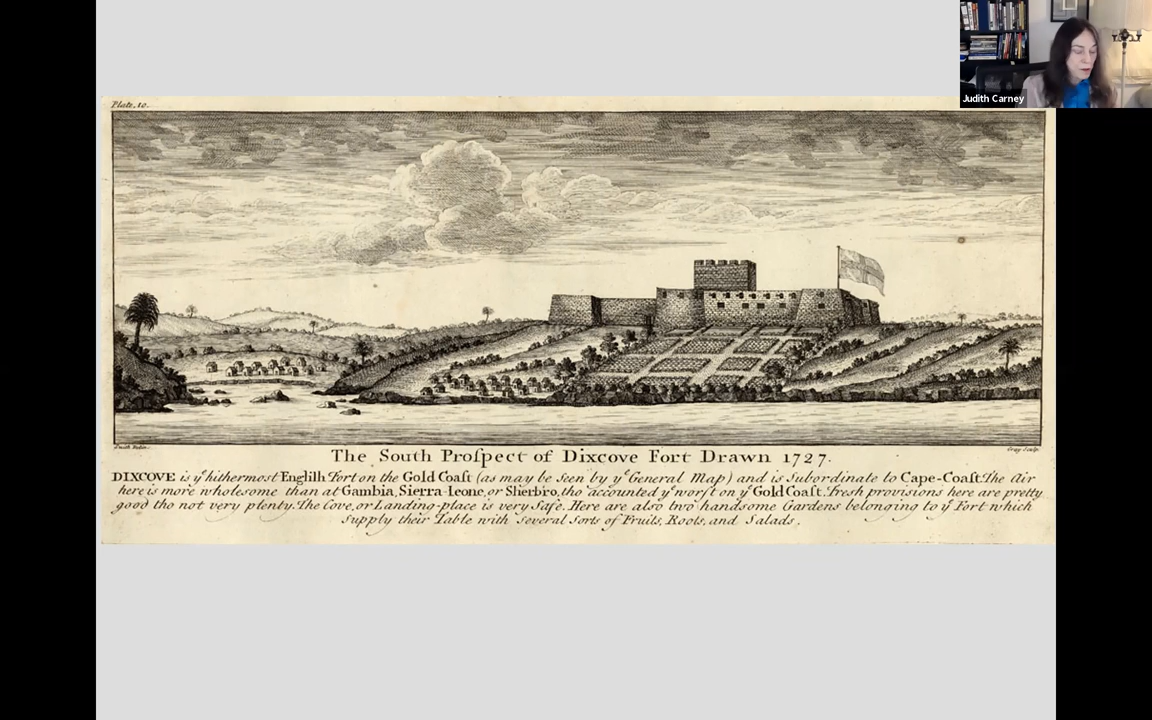 Judith Carney
Plate. 10.
Smith Delin.
Gray Sculp.
The South Proſpect of Dixcove Fort Drawn 1727.
DIXCOVE is yͤ hithermost Engliſh Fort on the Gold Coaſt (as may be Seen by yͤ General Map) and is Subordinate to Cape-Coaſt. The Air
here is more wholesome than at Gambia, Sierra-leone, or Sherbro, tho' accounted yͤ worſt on yͤ Gold Coaſt. Fresh provisions here are pretty
good tho not very plenty. The Cove, or Landing-place is very Safe. Here are also two handsome Gardens belonging to yͤ Fort which
Supply their Table with Several Sorts of Fruits, Roots, and Salads.